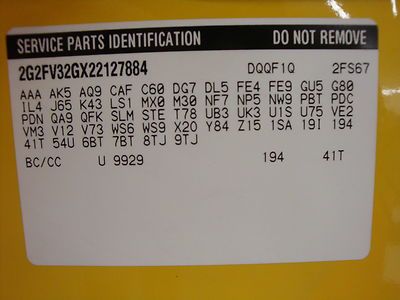 SERVICE PARTS IDENTIFICATION DO NOT REMOVE
2G2FV32GX22127884 DQQF1Q 2FS67
AAA AK5 AQ9 CAF C60 DG7 DL5 FE4 FE9 GU5 G80
IL4 J65 K43 LS1 MX0 M30 NF7 NP5 NW9 PBT PDC
PDN QA9 QFK SLM STE T78 UB3 UK3 U1S U75 VE2
VM3 V12 V73 WS6 WS9 X20 Y84 Z15 1SA 19I 194
41T 54U 6BT 7BT 8TJ 9TJ
BC/CC U 9929 194 41T